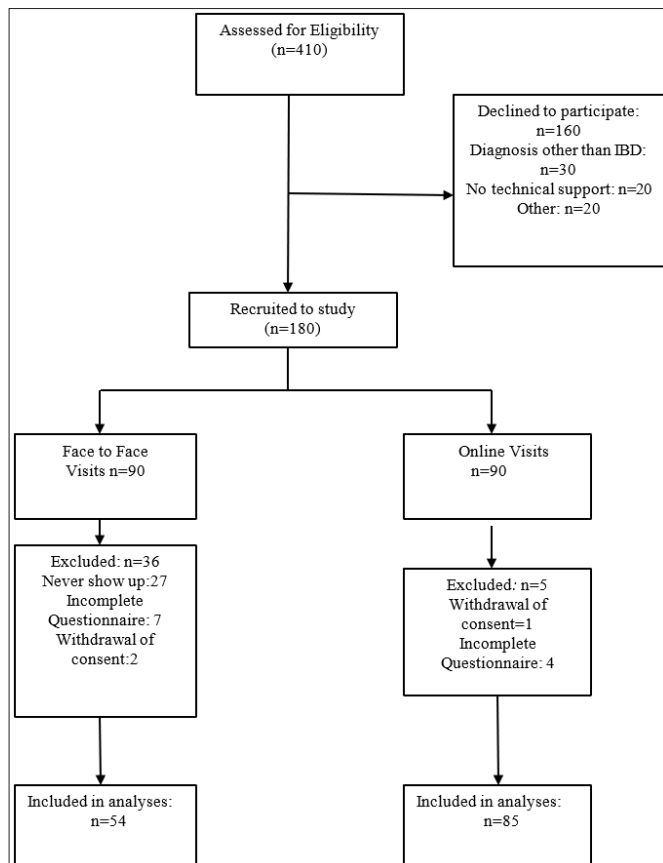 Assessed for Eligibility
(n=410)
Declined to participate:
n=160
Diagnosis other than IBD:
n=30
No technical support: n=20
Other: n=20
Recruited to study
(n=180)
Face to Face
Visits n=90
Online Visits
n=90
Excluded: n=36
Never show up:27
Incomplete
Questionnaire: 7
Withdrawal of
consent:2
Excluded: n=5
Withdrawal of
consent=1
Incomplete
Questionnaire: 4
Included in analyses:
n=54
Included in analyses:
n=85